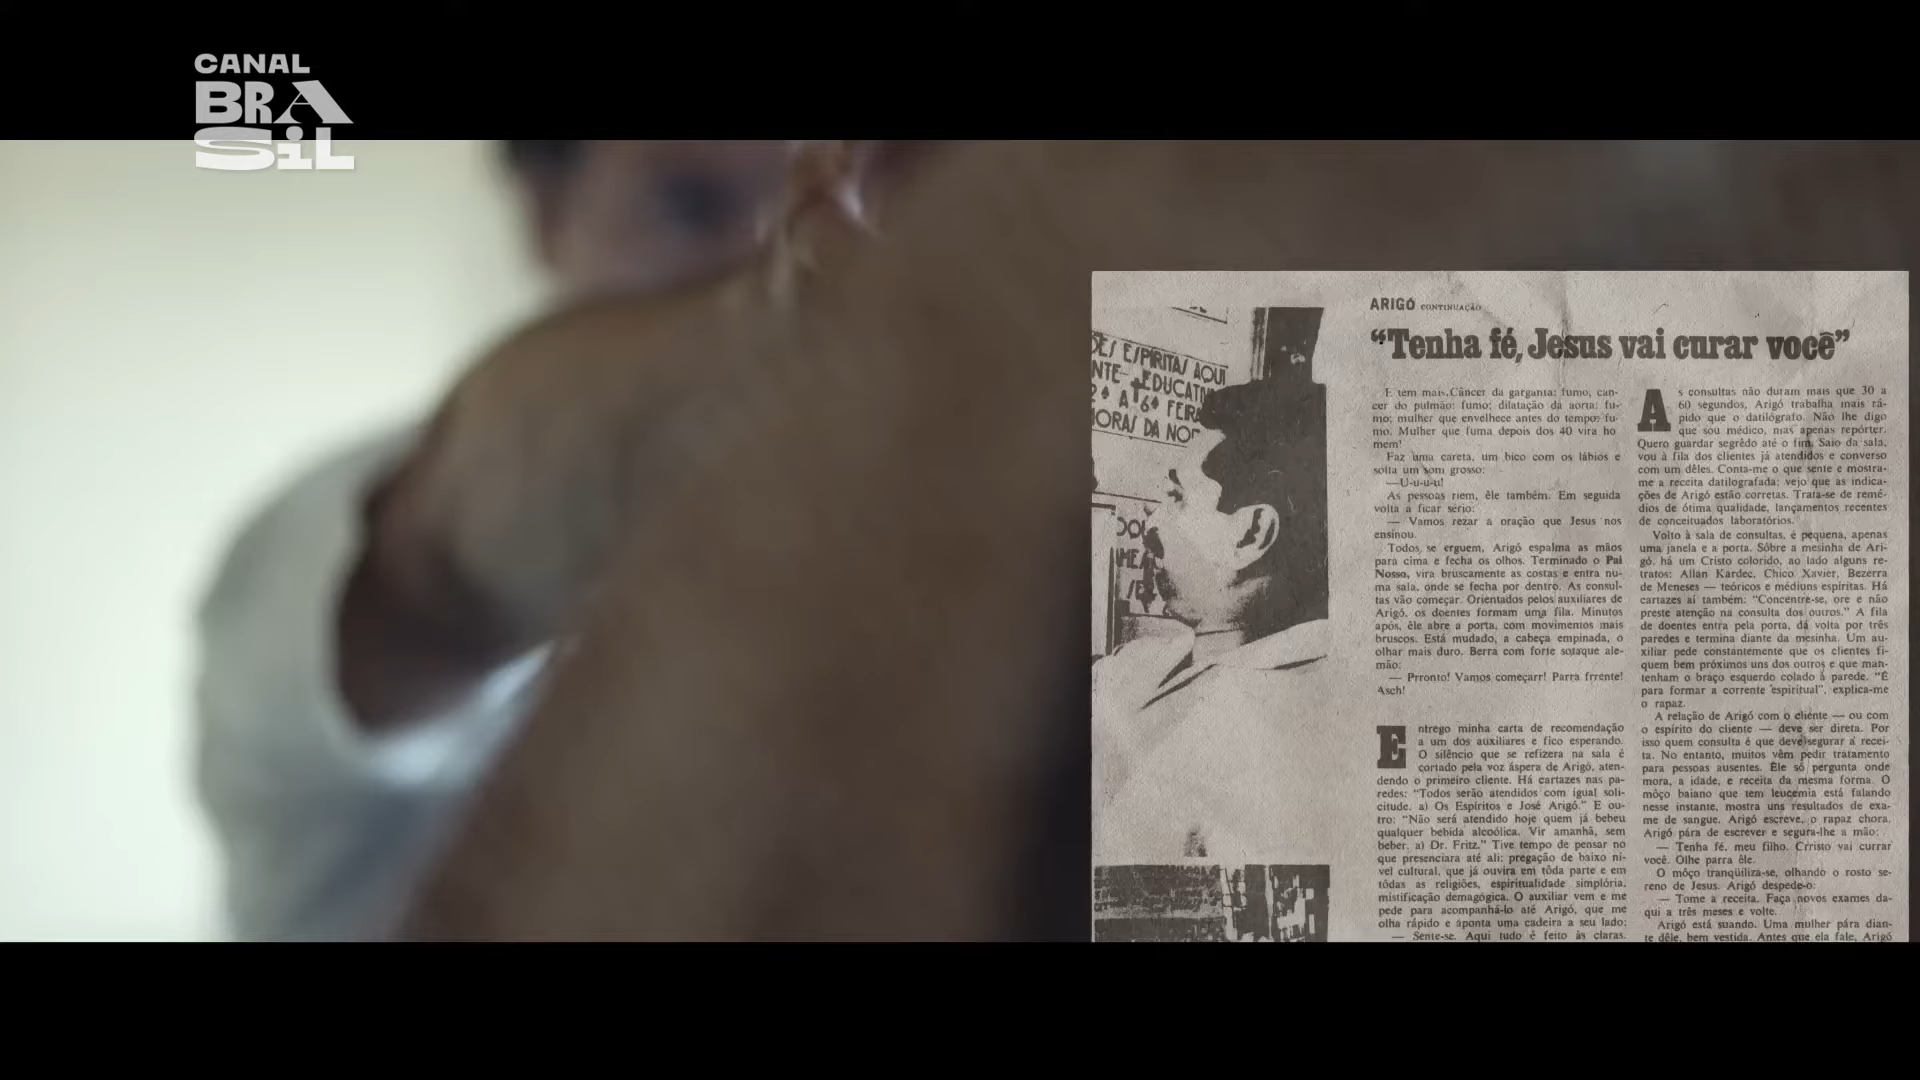 CANAL
BRA
SiL
ES ESPÍRITAS AQUI
NTE- EDUCATI
2ª A 6ª FEIRA
HORAS DA NO
ARIGÓ CONTINUAÇÃO
“Tenha fé, Jesus vai curar você”
E tem mais. Câncer da garganta: fumo, can-
cer do pulmão: fumo; dilatação da aorta: fu-
mo; mulher que envelhece antes do tempo: fu-
mo. Mulher que fuma depois dos 40 vira ho
mem!
Faz uma careta, um bico com os lábios e
solta um som grosso:
—U-u-u-u!
As pessoas riem, êle também. Em seguida
volta a ficar sério:
— Vamos rezar a oração que Jesus nos
ensinou.
Todos se erguem, Arigó espalma as mãos
para cima e fecha os olhos. Terminado o Pai
Nosso, vira bruscamente as costas e entra nu-
ma sala, onde se fecha por dentro. As consul-
tas vão começar. Orientados pelos auxiliares de
Arigó, os doentes formam uma fila. Minutos
após, êle abre a porta, com movimentos mais
bruscos. Está mudado, a cabeça empinada, o
olhar mais duro. Berra com forte sotaque ale-
mão:
— Prronto! Vamos começarr! Parra frrente!
Asch!
Entrego minha carta de recomendação
a um dos auxiliares e fico esperando.
O silêncio que se refizera na sala é
cortado pela voz áspera de Arigó, aten-
dendo o primeiro cliente. Há cartazes nas pa-
redes: “Todos serão atendidos com igual soli-
citude. a) Os Espíritos e José Arigó.” E ou-
tro: “Não será atendido hoje quem já bebeu
qualquer bebida alcoólica. Vir amanhã, sem
beber. a) Dr. Fritz.” Tive tempo de pensar no
que presenciara até ali: pregação de baixo ní-
vel cultural, que já ouvira em tôda parte e em
tôdas as religiões, espiritualidade simplória,
mistificação demagógica. O auxiliar vem e me
pede para acompanhá-lo até Arigó, que me
olha rápido e aponta uma cadeira a seu lado:
— Sente-se. Aqui tudo é feito às claras.
As consultas não duram mais que 30 a
60 segundos, Arigó trabalha mais rá-
pido que o datilógrafo. Não lhe digo
que sou médico, mas apenas repórter.
Quero guardar segrêdo até o fim. Saio da sala,
vou à fila dos clientes já atendidos e converso
com um dêles. Conta-me o que sente e mostra-
me a receita datilografada: vejo que as indica-
ções de Arigó estão corretas. Trata-se de remé-
dios de ótima qualidade, lançamentos recentes
de conceituados laboratórios.
Volto à sala de consultas, é pequena, apenas
uma janela e a porta. Sôbre a mesinha de Ari-
gó, há um Cristo colorido, ao lado alguns re-
tratos: Allan Kardec, Chico Xavier, Bezerra
de Meneses — teóricos e médiuns espíritas. Há
cartazes aí também: “Concentre-se, ore e não
preste atenção na consulta dos outros.” A fila
de doentes entra pela porta, dá volta por três
paredes e termina diante da mesinha. Um au-
xiliar pede constantemente que os clientes fi-
quem bem próximos uns dos outros e que man-
tenham o braço esquerdo colado à parede. “É
para formar a corrente espiritual”, explica-me
o rapaz.
A relação de Arigó com o cliente — ou com
o espírito do cliente — deve ser direta. Por
isso quem consulta é que deve segurar a recei-
ta. No entanto, muitos vêm pedir tratamento
para pessoas ausentes. Êle só pergunta onde
mora, a idade, e receita da mesma forma. O
môço baiano que tem leucemia está falando
nesse instante, mostra uns resultados de exa-
me de sangue. Arigó escreve, o rapaz chora.
Arigó pára de escrever e segura-lhe a mão:
— Tenha fé, meu filho. Crristo vai currar
você. Olhe parra êle.
O môço tranqüiliza-se, olhando o rosto se-
reno de Jesus. Arigó despede-o:
— Tome a receita. Faça novos exames da-
qui a três meses e volte.
Arigó está suando. Uma mulher pára dian-
te dêle, bem vestida. Antes que ela fale, Arigó